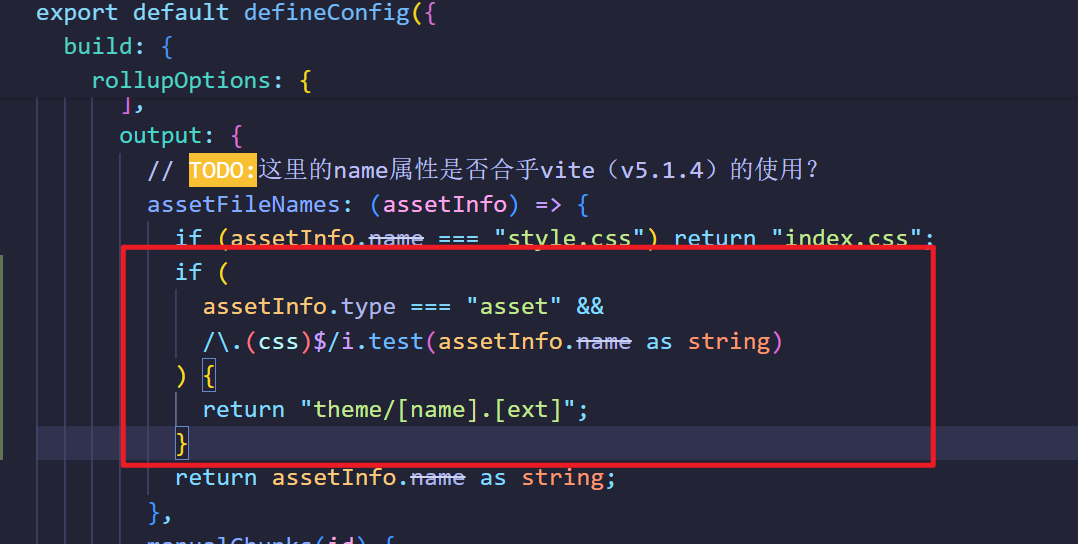 export default defineConfig({
build: {
rollupOptions: {
],
output: {
// TODO:这里的name属性是否合乎vite（v5.1.4）的使用？
assetFileNames: (assetInfo) => {
if (assetInfo.name === "style.css") return "index.css";
if (
assetInfo.type === "asset" &&
/\.(css)$/i.test(assetInfo.name as string)
) {
return "theme/[name].[ext]";
}
return assetInfo.name as string;
},
manualChunks(id) {